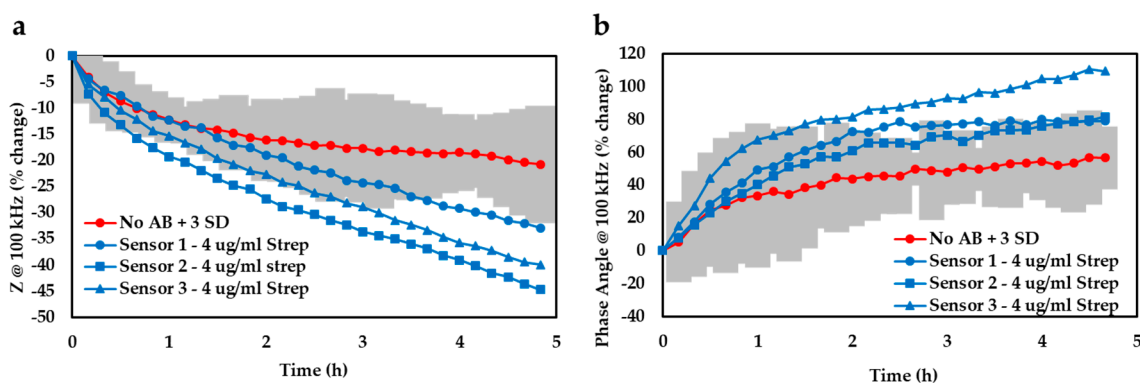 a
Z @ 100 kHz (% change)
0
-5
-10
-15
-20
-25
-30
-35
-40
-45
-50
No AB + 3 SD
Sensor 1 - 4 ug/ml Strep
Sensor 2 - 4 ug/ml strep
Sensor 3 - 4 ug/ml Strep
0 1 2 3 4 5
Time (h)
b
Phase Angle @ 100 kHz (% change)
120
100
80
60
40
20
0
-20
-40
No AB + 3 SD
Sensor 1 - 4 ug/ml Strep
Sensor 2 - 4 ug/ml Strep
Sensor 3 - 4 ug/ml Strep
0 1 2 3 4 5
Time (h)